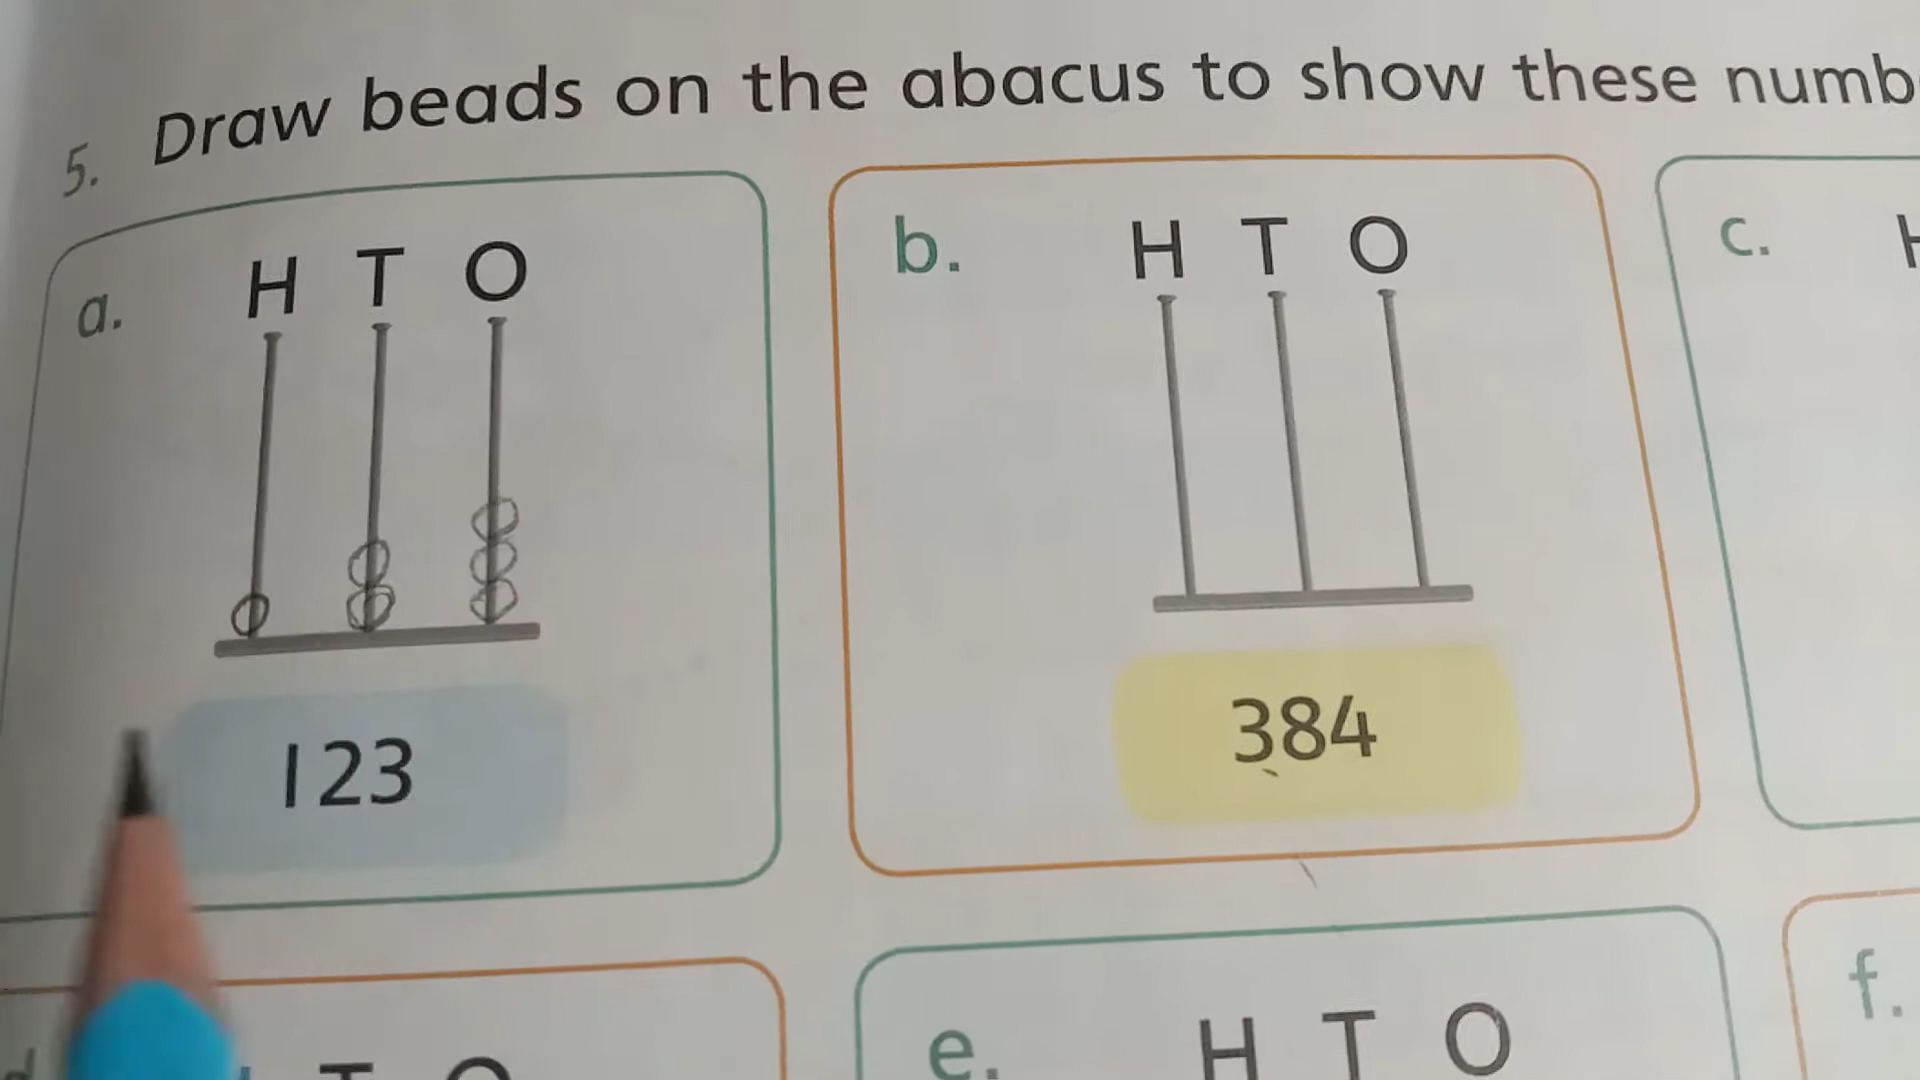 5. Draw beads on the abacus to show these numb
a. H T O
123
b. H T O
384
c. H
T O
e. H T O
f.